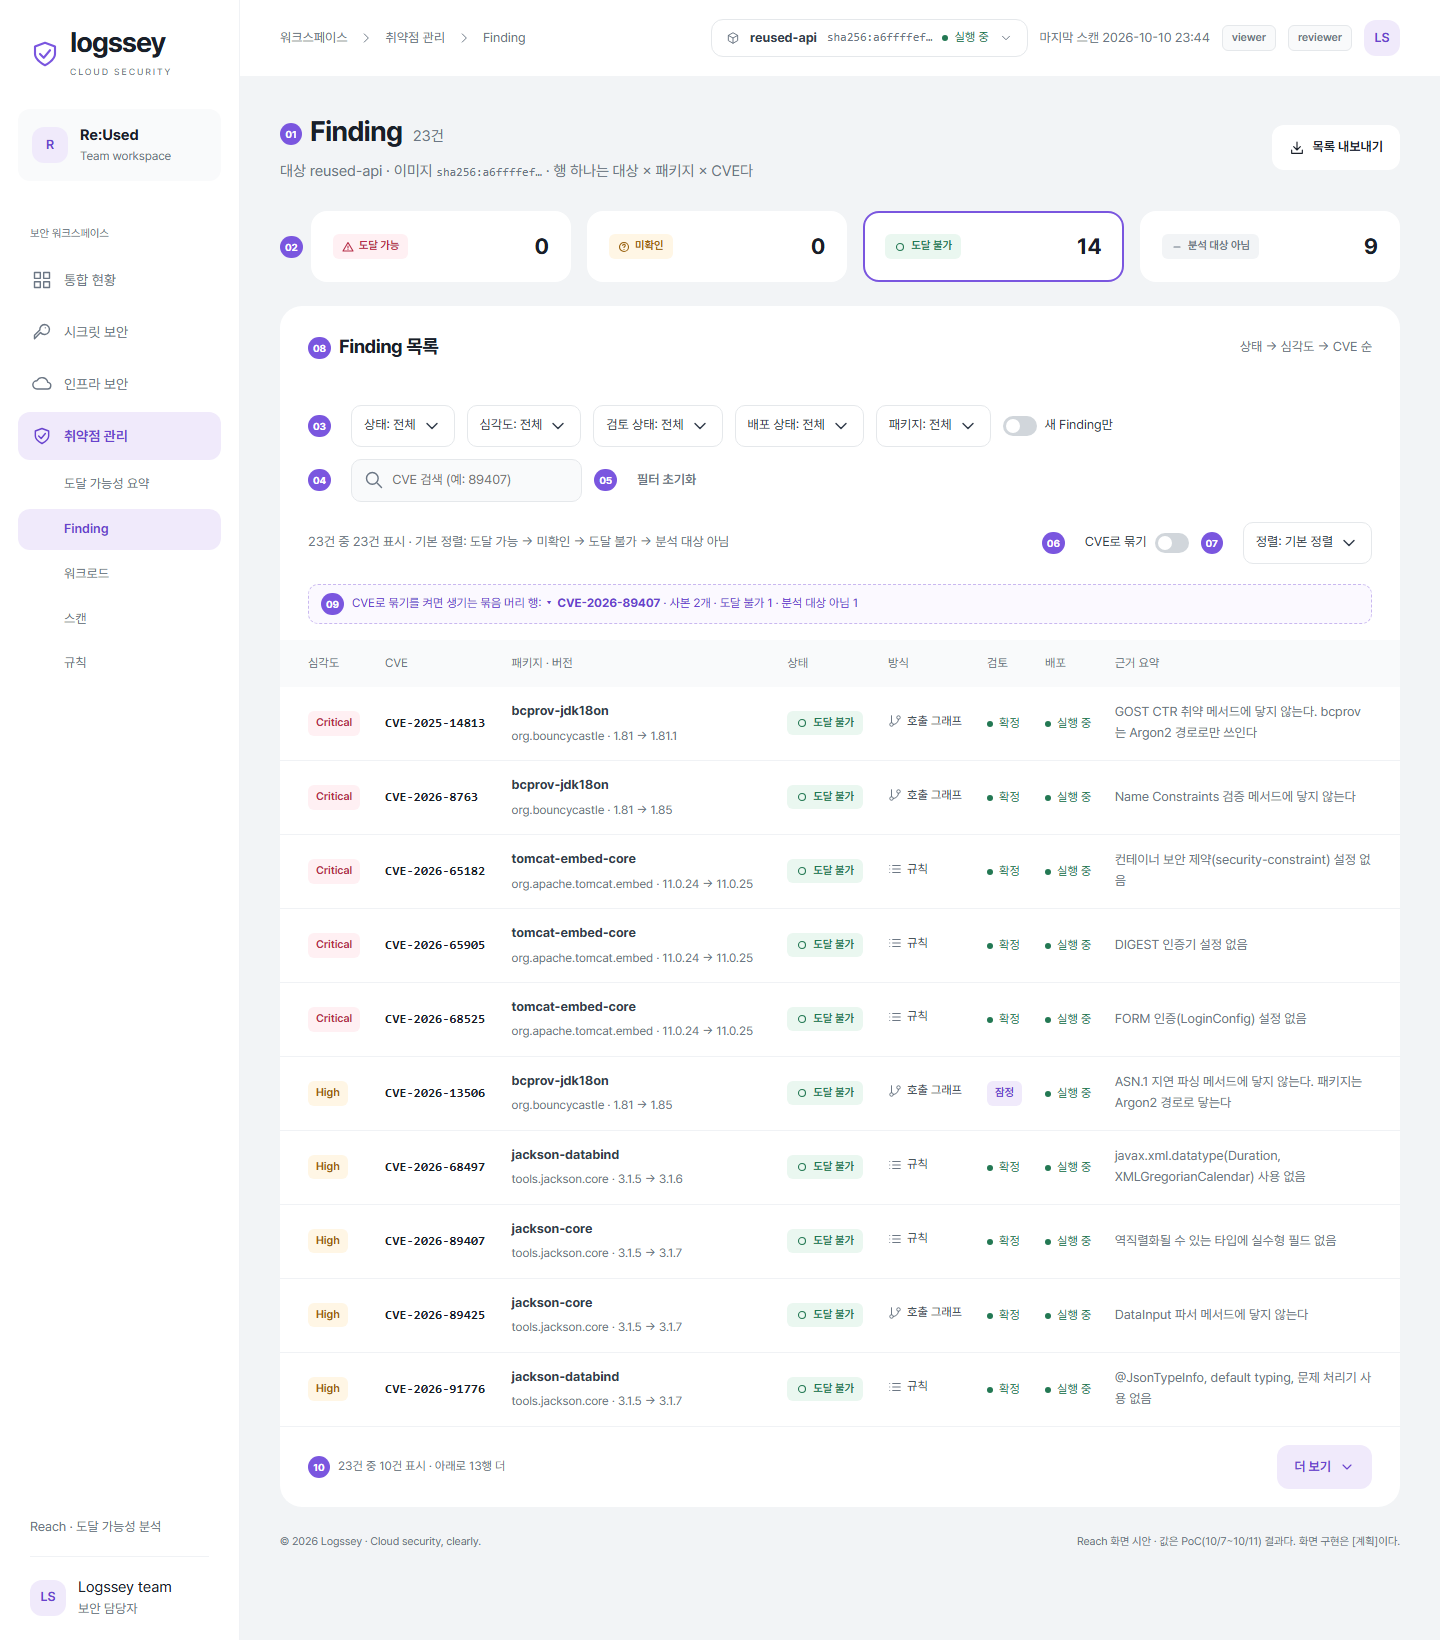 logssey
CLOUD SECURITY
R
Re:Used
Team workspace
보안 워크스페이스
통합 현황
시크릿 보안
인프라 보안
취약점 관리
도달 가능성 요약
Finding
워크로드
스캔
규칙
Reach · 도달 가능성 분석
LS
Logssey team
보안 담당자
워크스페이스 > 취약점 관리 > Finding
reused-api sha256:a6ffffef… 실행 중
마지막 스캔 2026-10-10 23:44
viewer
reviewer
LS
01 Finding 23건
대상 reused-api · 이미지 sha256:a6ffffef… · 행 하나는 대상 × 패키지 × CVE다
목록 내보내기
02
도달 가능 0
미확인 0
도달 불가 14
분석 대상 아님 9
08 Finding 목록
상태 → 심각도 → CVE 순
03 상태: 전체 심각도: 전체 검토 상태: 전체 배포 상태: 전체 패키지: 전체 새 Finding만
04 CVE 검색 (예: 89407) 05 필터 초기화
23건 중 23건 표시 · 기본 정렬: 도달 가능 → 미확인 → 도달 불가 → 분석 대상 아님
06 CVE로 묶기 07 정렬: 기본 정렬
09 CVE로 묶기를 켜면 생기는 묶음 머리 행: ▾ CVE-2026-89407 · 사본 2개 · 도달 불가 1 · 분석 대상 아님 1
심각도 CVE 패키지 · 버전 상태 방식 검토 배포 근거 요약
Critical CVE-2025-14813 bcprov-jdk18on 도달 불가 호출 그래프 확정 실행 중 GOST CTR 취약 메서드에 닿지 않는다. bcprov
org.bouncycastle · 1.81 → 1.81.1 는 Argon2 경로로만 쓰인다
Critical CVE-2026-8763 bcprov-jdk18on 도달 불가 호출 그래프 확정 실행 중 Name Constraints 검증 메서드에 닿지 않는다
org.bouncycastle · 1.81 → 1.85
Critical CVE-2026-65182 tomcat-embed-core 도달 불가 규칙 확정 실행 중 컨테이너 보안 제약(security-constraint) 설정 없
org.apache.tomcat.embed · 11.0.24 → 11.0.25 음
Critical CVE-2026-65905 tomcat-embed-core 도달 불가 규칙 확정 실행 중 DIGEST 인증기 설정 없음
org.apache.tomcat.embed · 11.0.24 → 11.0.25
Critical CVE-2026-68525 tomcat-embed-core 도달 불가 규칙 확정 실행 중 FORM 인증(LoginConfig) 설정 없음
org.apache.tomcat.embed · 11.0.24 → 11.0.25
High CVE-2026-13506 bcprov-jdk18on 도달 불가 호출 그래프 잠정 실행 중 ASN.1 지연 파싱 메서드에 닿지 않는다. 패키지는
org.bouncycastle · 1.81 → 1.85 Argon2 경로로 닿는다
High CVE-2026-68497 jackson-databind 도달 불가 규칙 확정 실행 중 javax.xml.datatype(Duration,
tools.jackson.core · 3.1.5 → 3.1.6 XMLGregorianCalendar) 사용 없음
High CVE-2026-89407 jackson-core 도달 불가 규칙 확정 실행 중 역직렬화될 수 있는 타입에 실수형 필드 없음
tools.jackson.core · 3.1.5 → 3.1.7
High CVE-2026-89425 jackson-core 도달 불가 호출 그래프 확정 실행 중 DataInput 파서 메서드에 닿지 않는다
tools.jackson.core · 3.1.5 → 3.1.7
High CVE-2026-91776 jackson-databind 도달 불가 규칙 확정 실행 중 @JsonTypeInfo, default typing, 문제 처리기 사
tools.jackson.core · 3.1.5 → 3.1.7 용 없음
10 23건 중 10건 표시 · 아래로 13행 더
더 보기
© 2026 Logssey · Cloud security, clearly.
Reach 화면 시안 · 값은 PoC(10/7~10/11) 결과다. 화면 구현은 [계획]이다.